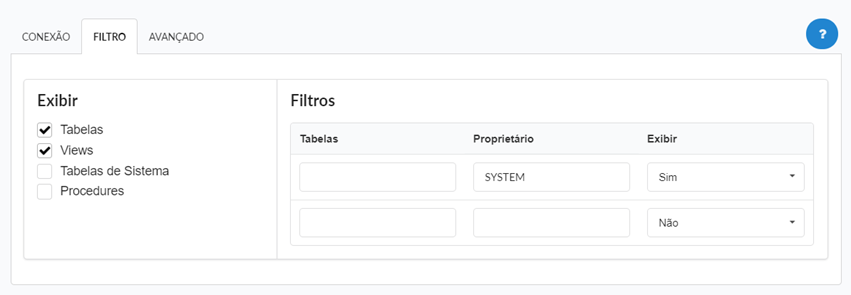 CONEXÃO FILTRO AVANÇADO ?
Exibir
Tabelas
Views
Tabelas de Sistema
Procedures
Filtros
Tabelas Proprietário Exibir
SYSTEM Sim
Não